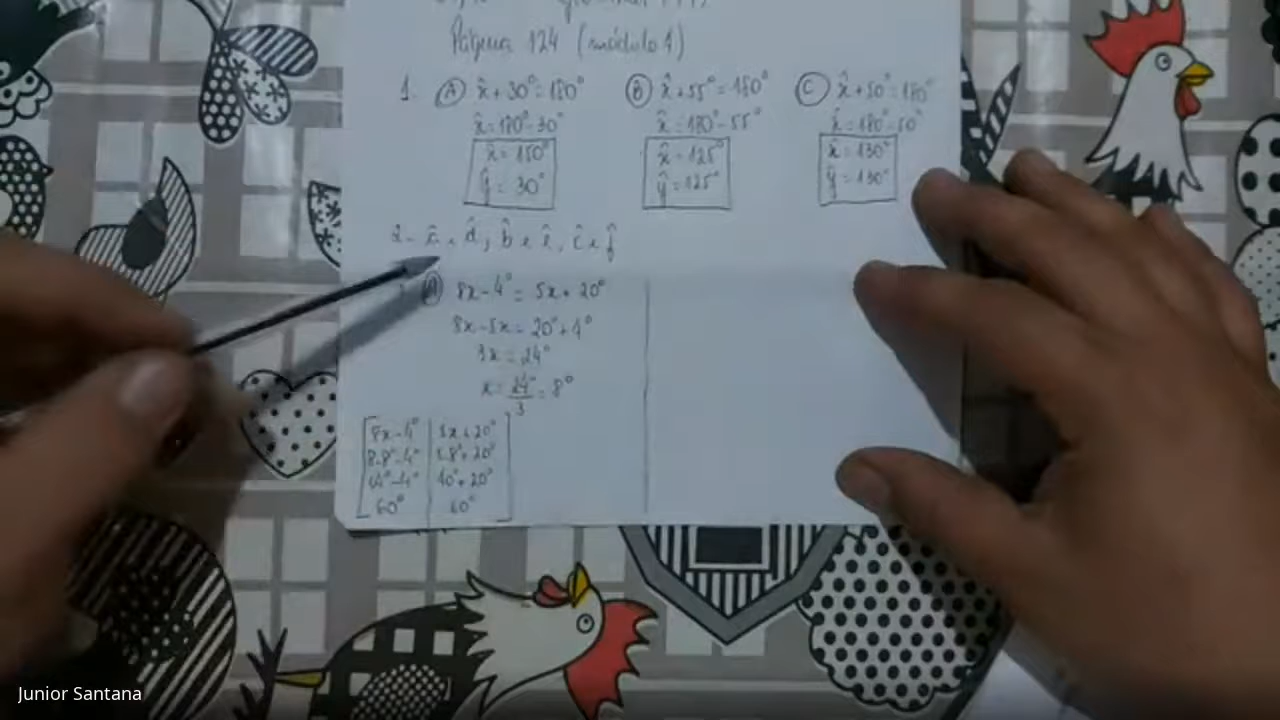 Página 124 (módulo 1)
1. A x̂ + 30° = 180°
x̂ = 180° - 30°
x̂ = 150°
ŷ = 30°
B x̂ + 55° = 180°
x̂ = 180° - 55°
x̂ = 125°
ŷ = 125°
C x̂ + 50° = 180°
x̂ = 180° - 50°
x̂ = 130°
ŷ = 130°
d̂, b̂ e ê, ĉ e f̂
A 8x - 4° = 5x + 20°
8x - 5x = 20° + 4°
3x = 24°
x = 24°/3 = 8°
8x - 4° 5x + 20°
8.8° - 4° 5.8° + 20°
64° - 4° 40° + 20°
60° 60°
Junior Santana